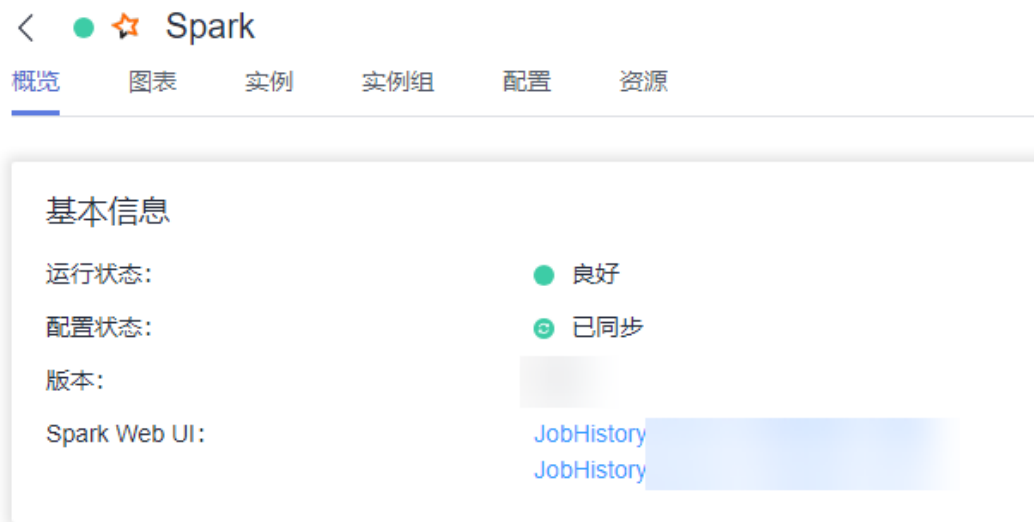 Spark
概览 图表 实例 实例组 配置 资源
基本信息
运行状态： 良好
配置状态： 已同步
版本：
Spark Web UI： JobHistory
JobHistory